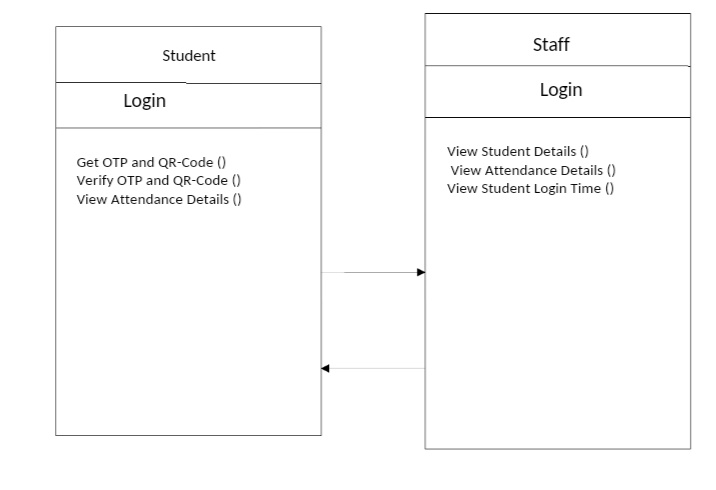 Student
Login
Get OTP and QR-Code ()
Verify OTP and QR-Code ()
View Attendance Details ()
Staff
Login
View Student Details ()
View Attendance Details ()
View Student Login Time ()